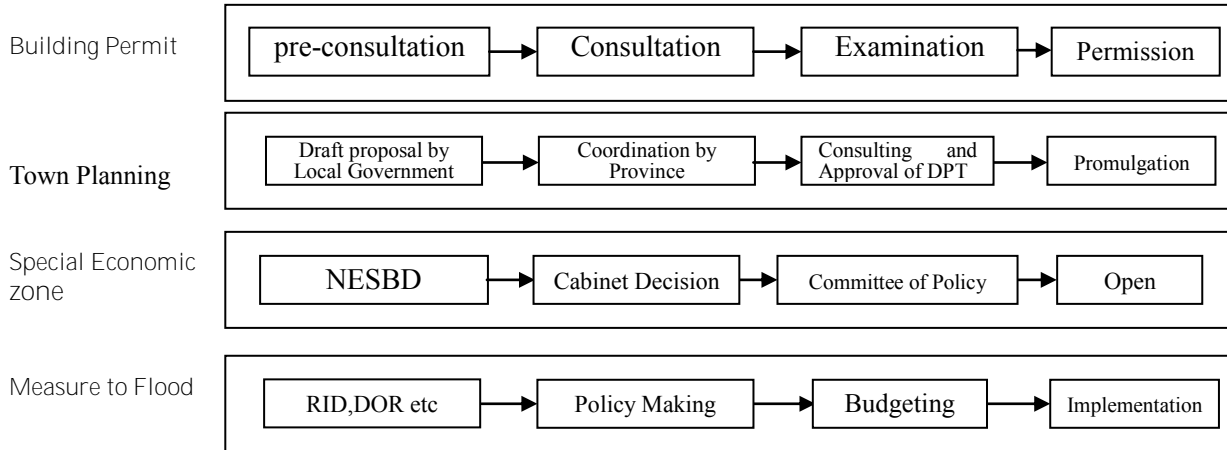 Building Permit
pre-consultation
Consultation
Examination
Permission
Town Planning
Draft proposal by
Local Government
Coordination by
Province
Consulting and
Approval of DPT
Promulgation
Special Economic
zone
NESBD
Cabinet Decision
Committee of Policy
Open
Measure to Flood
RID,DOR etc
Policy Making
Budgeting
Implementation